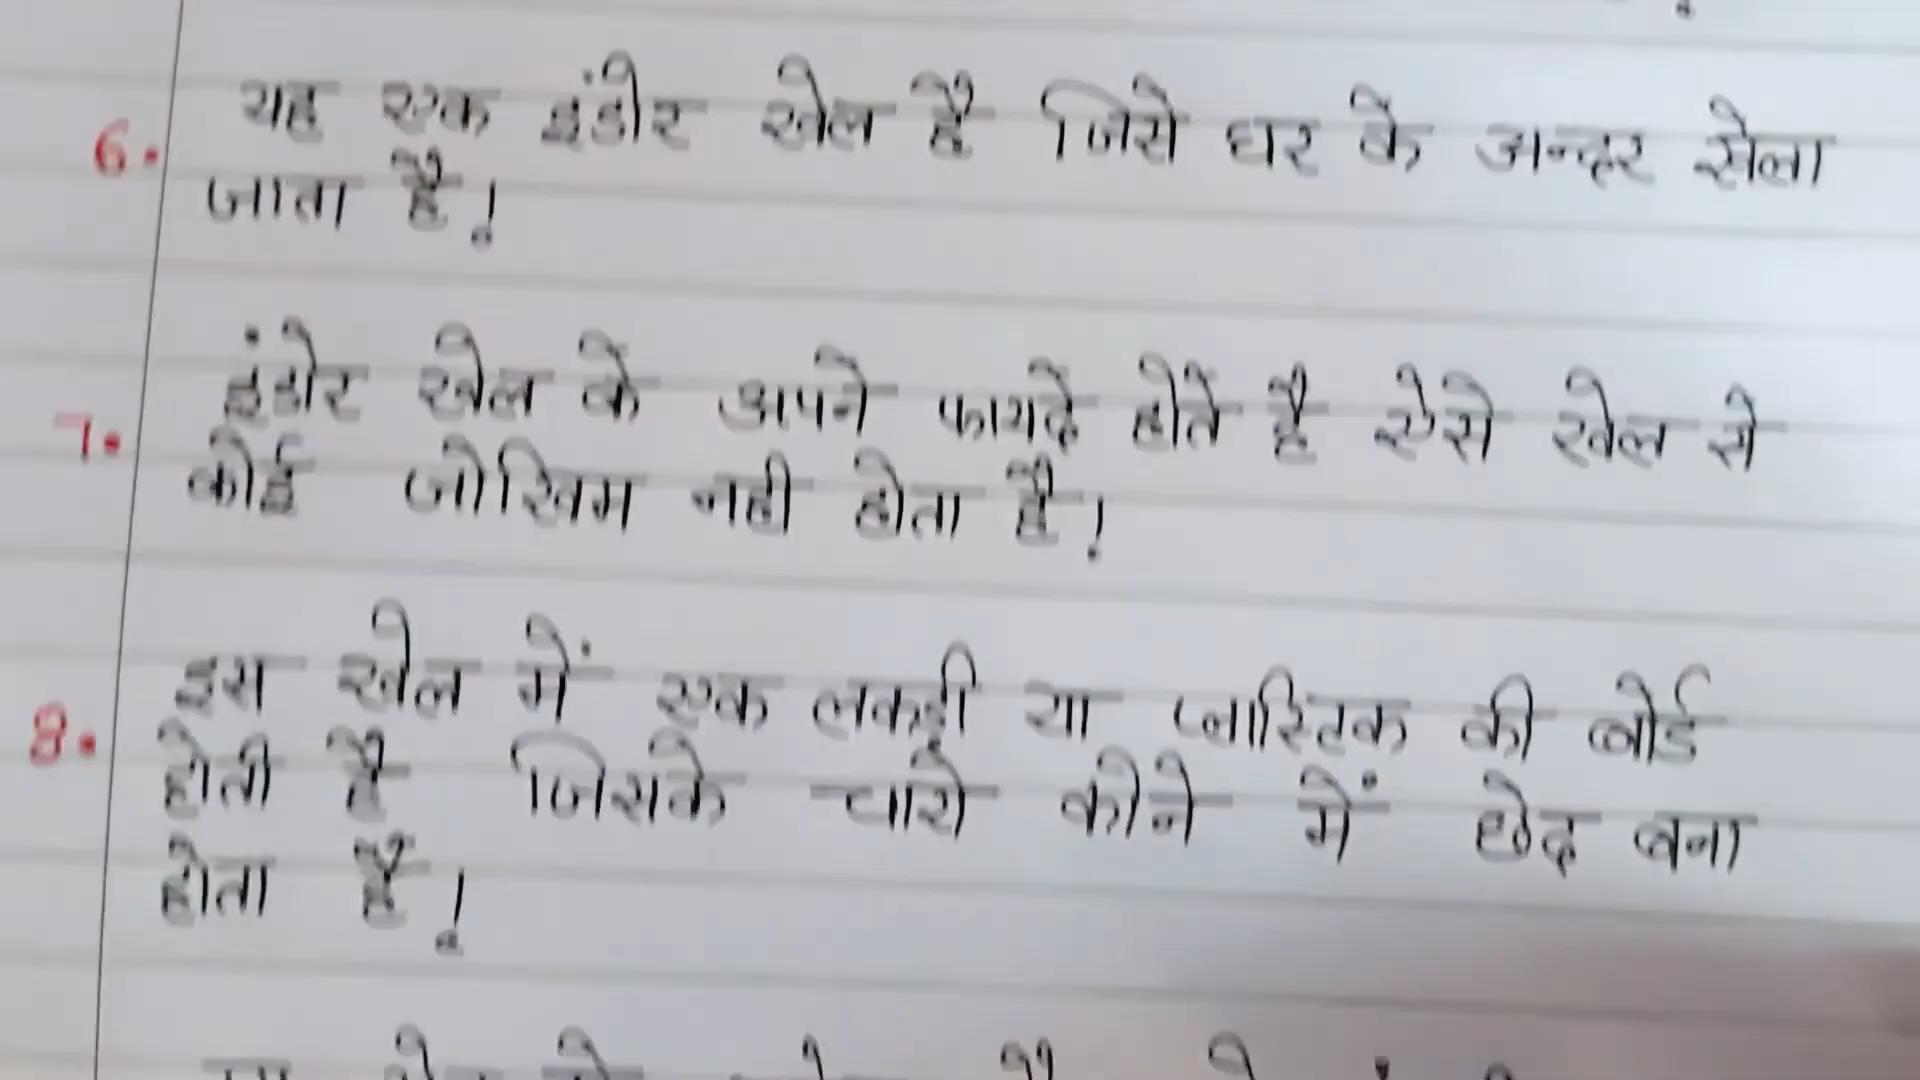 6. यह एक इंडोर खेल है जिसे घर के अन्दर खेला
जाता है!
7. इंडोर खेल के अपने फायदे होते है ऐसे खेल से
कोई जोखिम नही होता है!
8. इस खेल में एक लकड़ी या प्लास्टिक की बोर्ड
होती है जिसके चारो कोने में छेद बना
होता है!